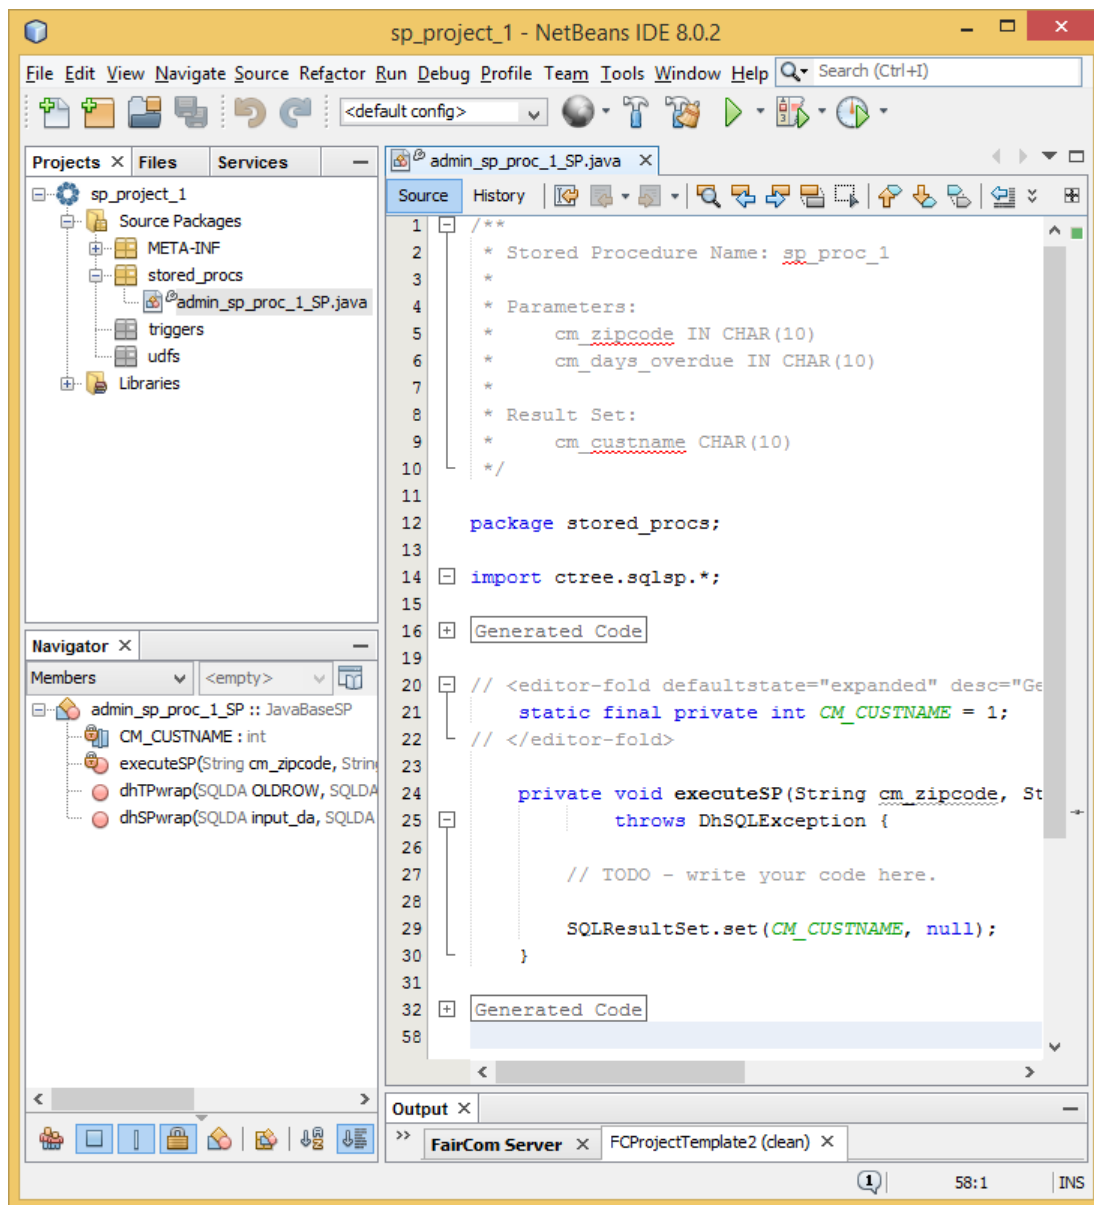 sp_project_1 - NetBeans IDE 8.0.2
File Edit View Navigate Source Refactor Run Debug Profile Team Tools Window Help Search (Ctrl+I)
<default config>
Projects Files Services
sp_project_1
Source Packages
META-INF
stored_procs
admin_sp_proc_1_SP.java
triggers
udfs
Libraries
Navigator
Members <empty>
admin_sp_proc_1_SP :: JavaBaseSP
CM_CUSTNAME : int
executeSP(String cm_zipcode, String
dhTPwrap(SQLDA OLDROW, SQLDA
dhSPwrap(SQLDA input_da, SQLDA
admin_sp_proc_1_SP.java
Source History
1 /**
2 * Stored Procedure Name: sp_proc_1
3 *
4 * Parameters:
5 * cm_zipcode IN CHAR(10)
6 * cm_days_overdue IN CHAR(10)
7 *
8 * Result Set:
9 * cm_custname CHAR(10)
10 */
11
12 package stored_procs;
13
14 import ctree.sqlsp.*;
15
16 Generated Code
19
20 // <editor-fold defaultstate="expanded" desc="Ge
21 static final private int CM_CUSTNAME = 1;
22 // </editor-fold>
23
24 private void executeSP(String cm_zipcode, St
25 throws DhSQLException {
26
27 // TODO - write your code here.
28
29 SQLResultSet.set(CM_CUSTNAME, null);
30 }
31
32 Generated Code
58
Output
FairCom Server FCProjectTemplate2 (clean)
1 58:1 INS